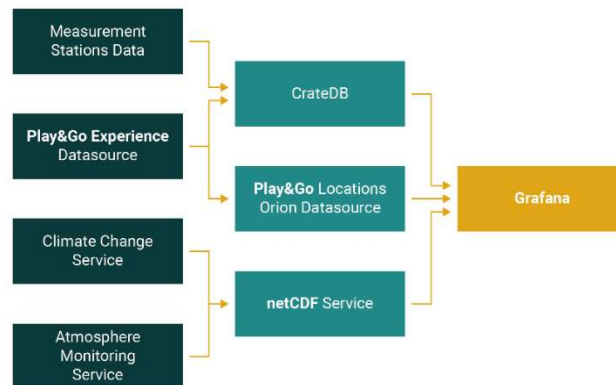 Measurement
Stations Data
Play&Go Experience
Datasource
Climate Change
Service
Atmosphere
Monitoring
Service
CrateDB
Play&Go Locations
Orion Datasource
netCDF Service
Grafana